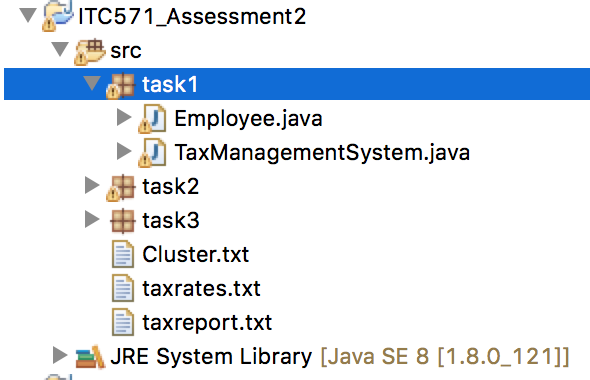 ITC571_Assessment2
src
task1
Employee.java
TaxManagementSystem.java
task2
task3
Cluster.txt
taxrates.txt
taxreport.txt
JRE System Library [Java SE 8 [1.8.0_121]]